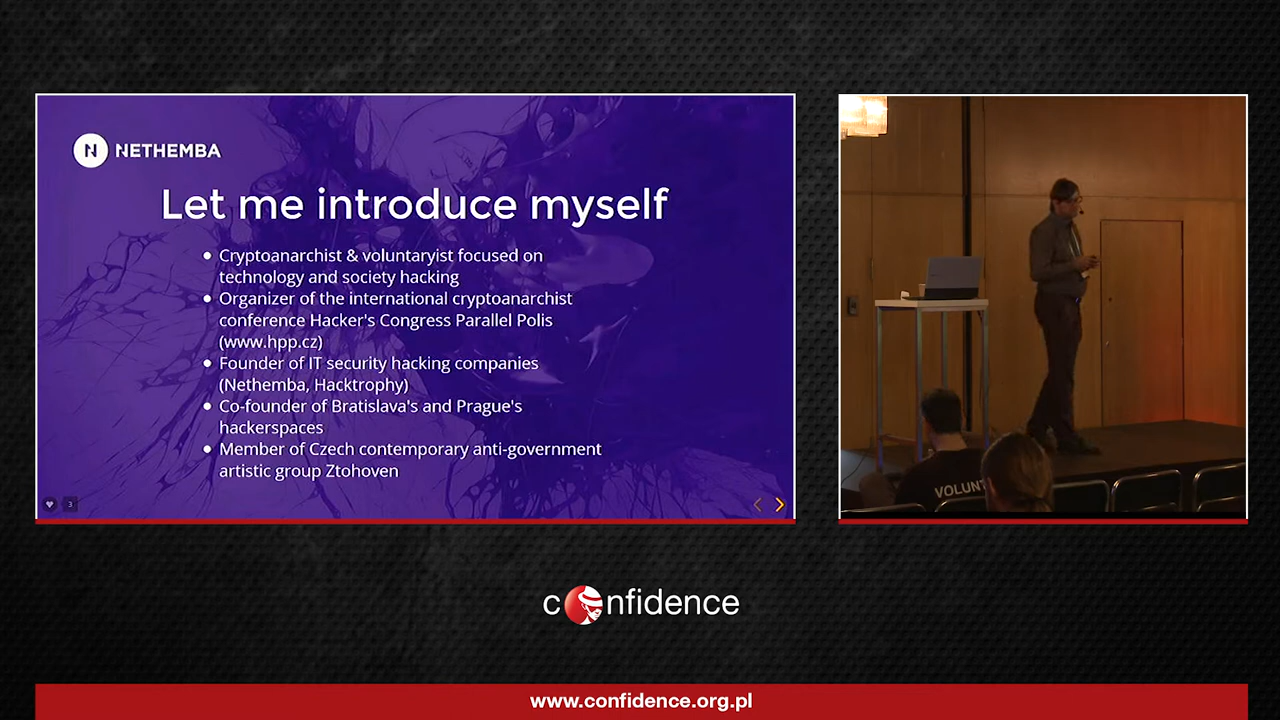 N NETHEMBA
Let me introduce myself
• Cryptoanarchist & voluntaryist focused on
technology and society hacking
• Organizer of the international cryptoanarchist
conference Hacker's Congress Parallel Polis
(www.hpp.cz)
• Founder of IT security hacking companies
(Nethemba, Hacktrophy)
• Co-founder of Bratislava's and Prague's
hackerspaces
• Member of Czech contemporary anti-government
artistic group Ztohoven
3
VOLUNT
confidence
www.confidence.org.pl